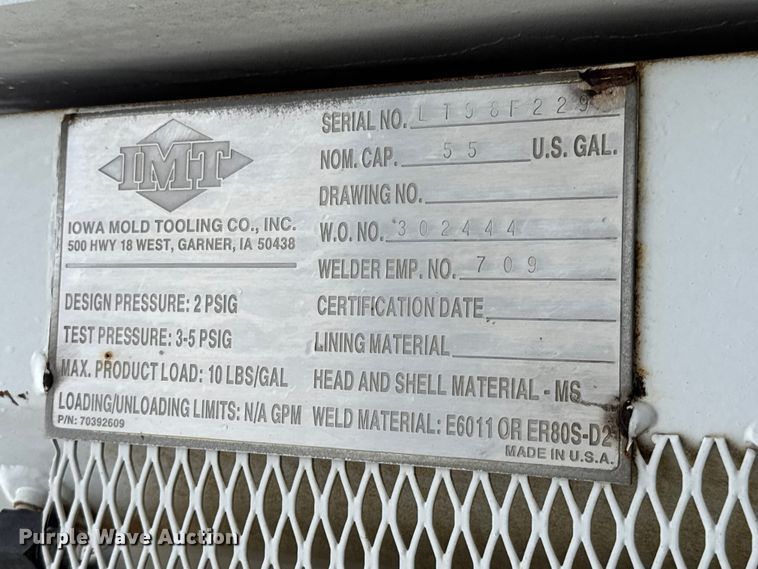 IMT
IOWA MOLD TOOLING CO., INC.
500 HWY 18 WEST, GARNER, IA 50438
DESIGN PRESSURE: 2 PSIG
TEST PRESSURE: 3-5 PSIG
MAX. PRODUCT LOAD: 10 LBS/GAL
LOADING/UNLOADING LIMITS: N/A GPM
P/N: 70392609
SERIAL NO. LT98F229
NOM. CAP. 55 U.S. GAL.
DRAWING NO.
W.O. NO. 302444
WELDER EMP. NO. 709
CERTIFICATION DATE
LINING MATERIAL
HEAD AND SHELL MATERIAL - MS
WELD MATERIAL: E6011 OR ER80S-D2
MADE IN U.S.A.
Purple Wave Auction